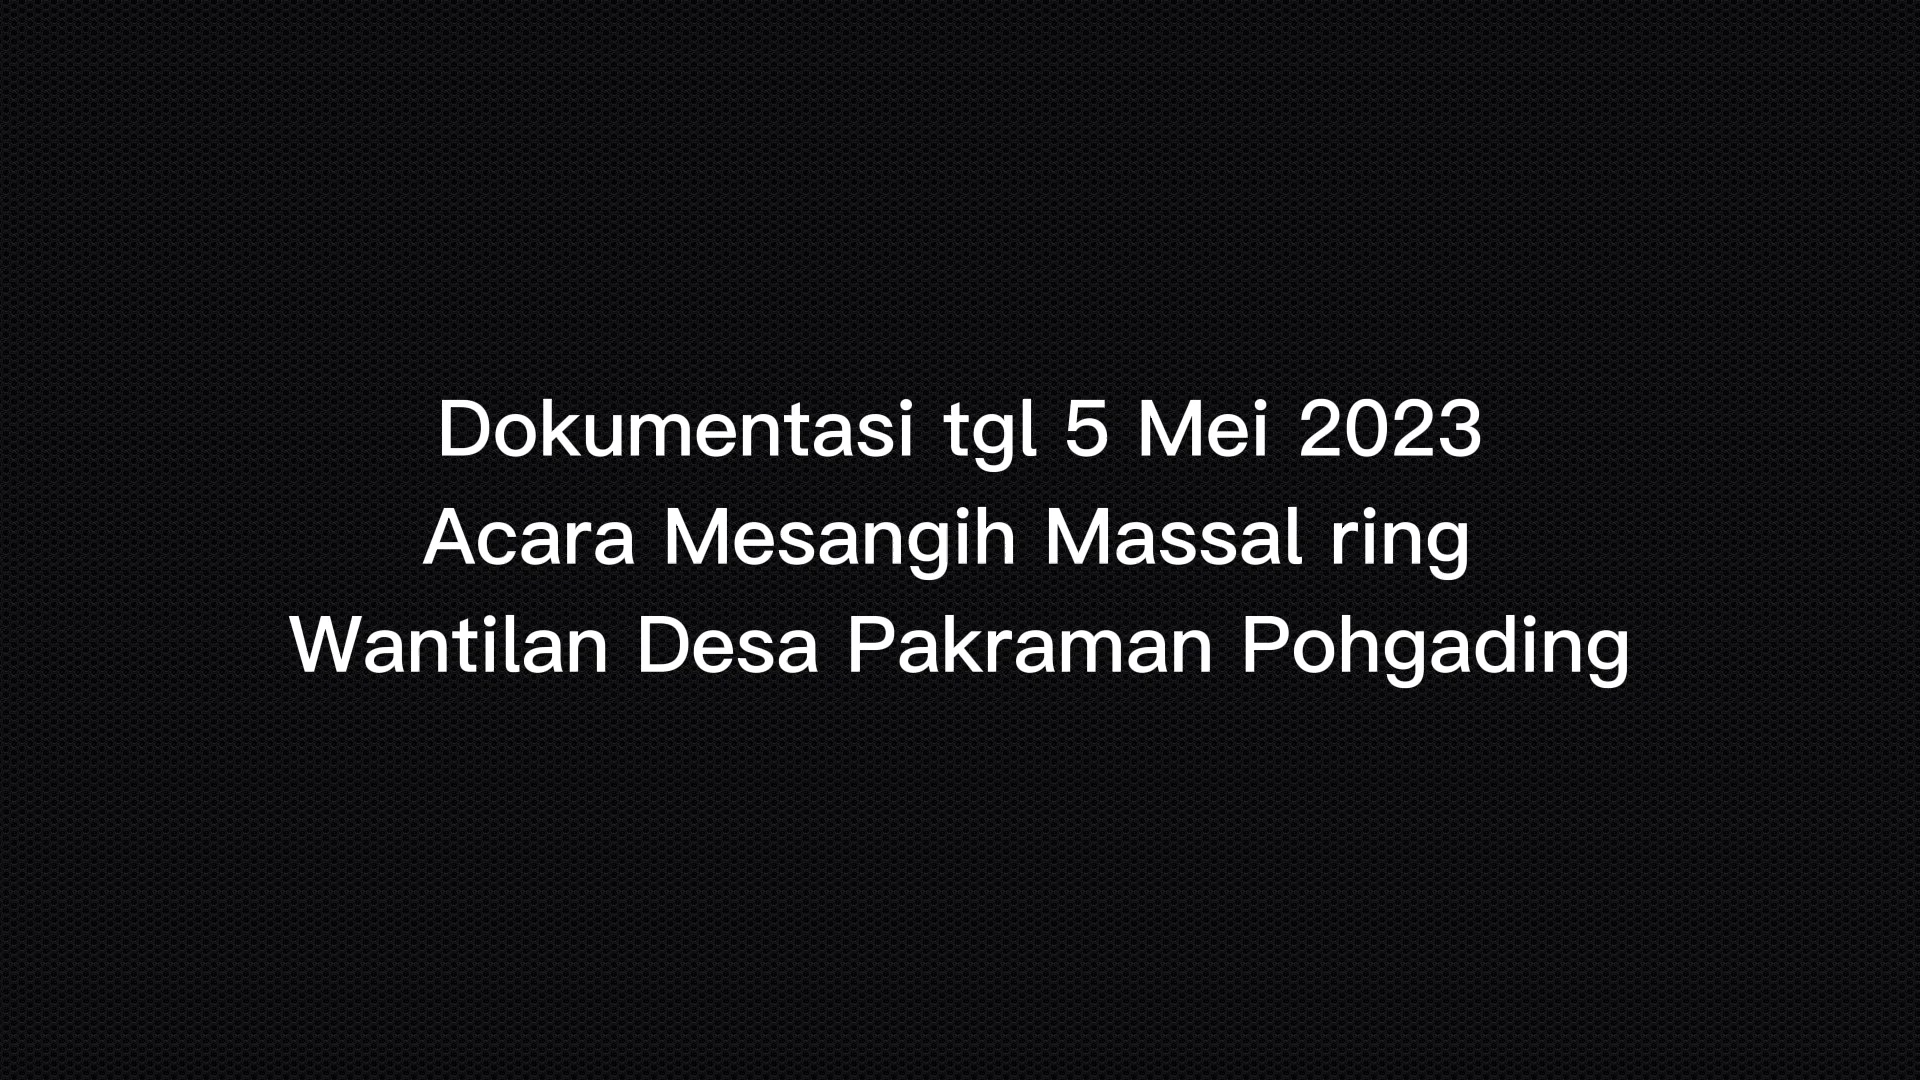 Dokumentasi tgl 5 Mei 2023
Acara Mesangih Massal ring
Wantilan Desa Pakraman Pohgading